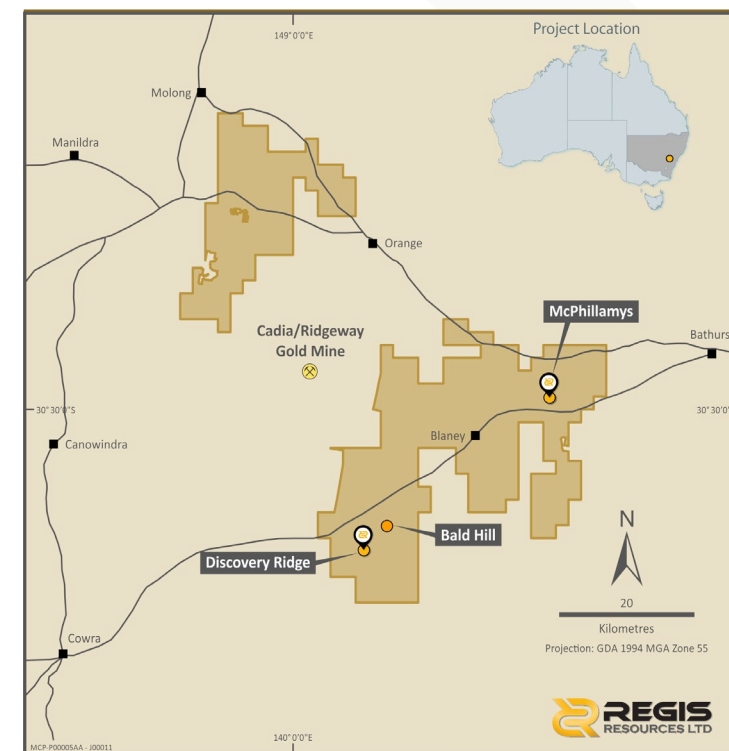 149° 0'0"E
Project Location
Molong
Manildra
Orange
McPhillamys
Cadia/Ridgeway
Gold Mine
Bathurs
30° 30'0"S
30° 30'0
Canowindra
Blaney
N
Bald Hill
Discovery Ridge
20
Kilometres
Projection: GDA 1994 MGA Zone 55
Cowra
REGIS
RESOURCES LTD
140° 0'0"E
MCP-P00005AA - J00011